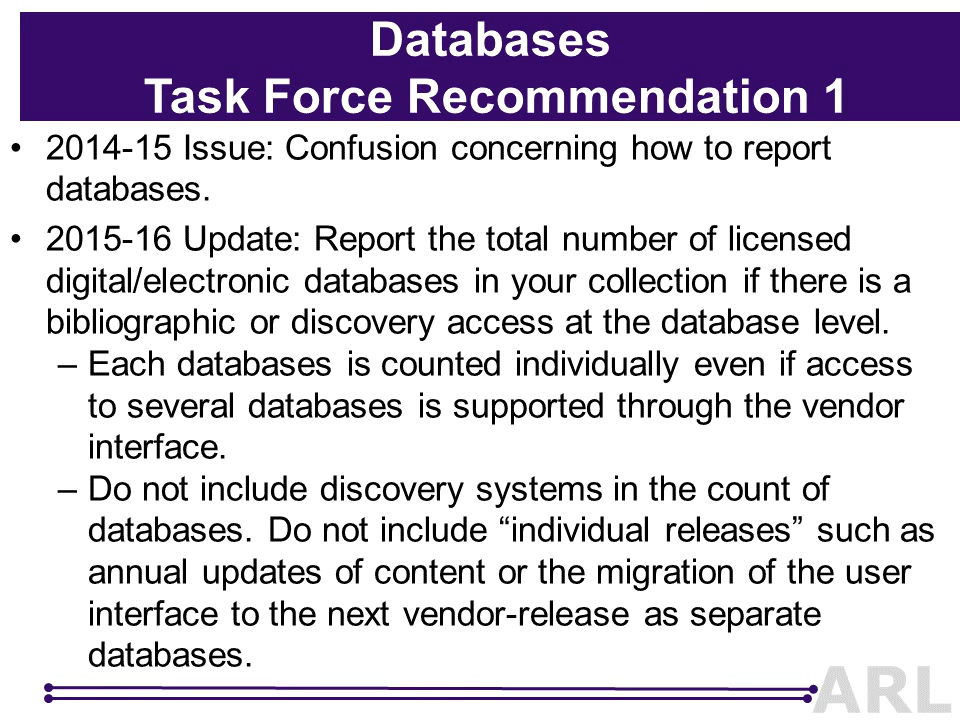 Databases
Task Force Recommendation 1
• 2014-15 Issue: Confusion concerning how to report
databases.
• 2015-16 Update: Report the total number of licensed
digital/electronic databases in your collection if there is a
bibliographic or discovery access at the database level.
– Each databases is counted individually even if access
to several databases is supported through the vendor
interface.
– Do not include discovery systems in the count of
databases. Do not include “individual releases” such as
annual updates of content or the migration of the user
interface to the next vendor-release as separate
databases.
ARL